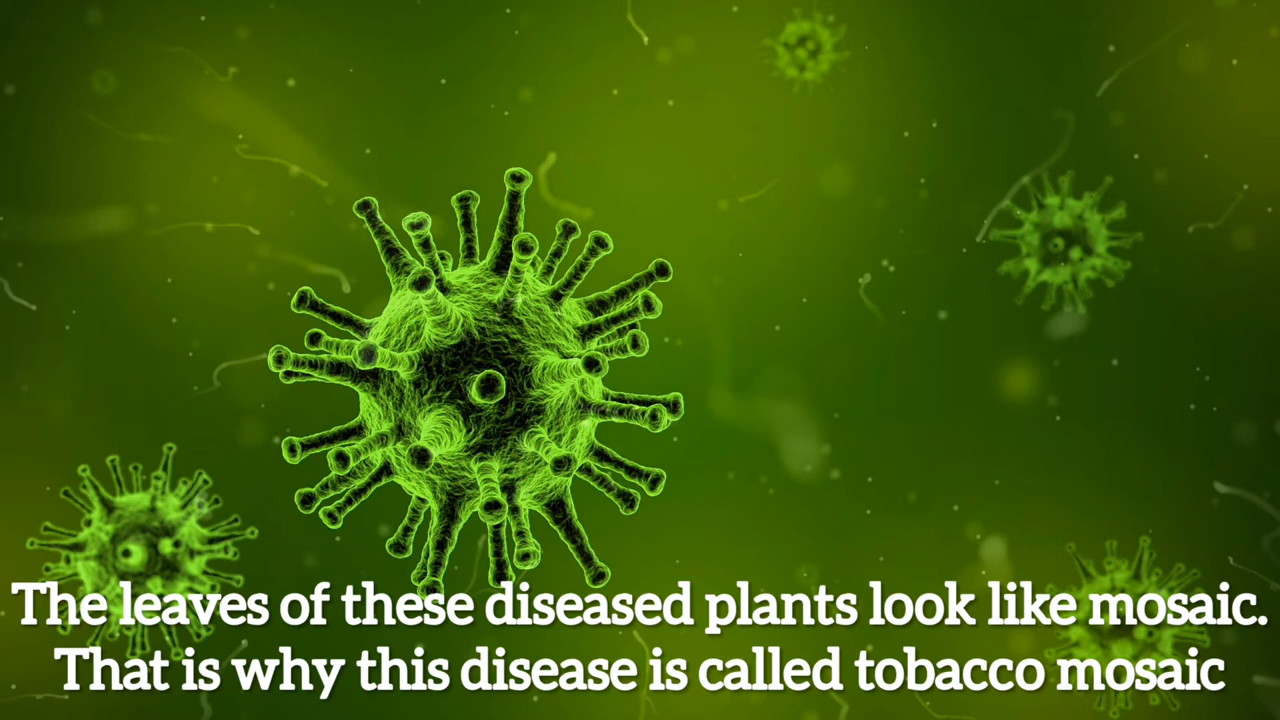 The leaves of these diseased plants look like mosaic.
That is why this disease is called tobacco mosaic